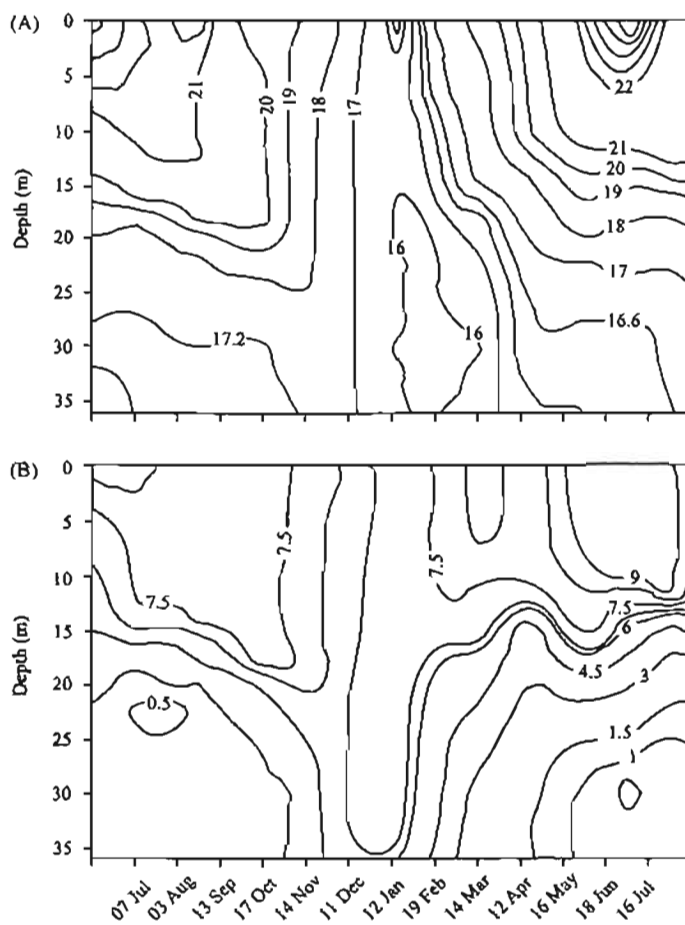 (A)
0
5
10
15
20
25
30
35
Depth (m)
21
20
19
18
17
22
21
20
19
18
17
16.6
16
16
17.2
(B)
0
5
10
15
20
25
30
35
Depth (m)
7.5
7.5
7.5
0.5
9
7.5
6
4.5
3
1.5
1
07 Jul
03 Aug
13 Sep
17 Oct
14 Nov
11 Dec
12 Jan
19 Feb
14 Mar
12 Apr
16 May
18 Jun
16 Jul